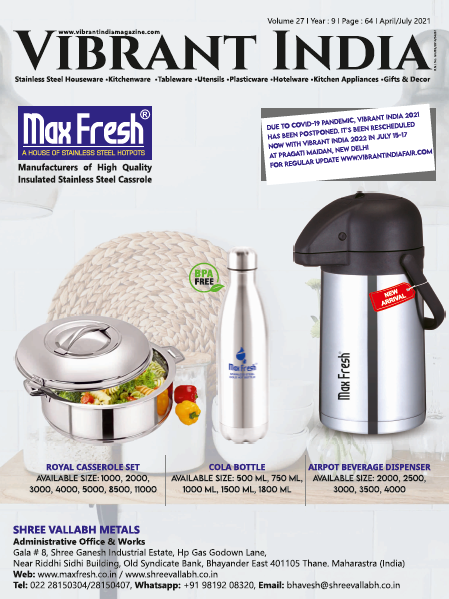 Volume 27 I Year : 9 I Page : 64 I April/July 2021
www.vibrantindiamagazine.com
VIBRANT INDIA
Stainless Steel Houseware •Kitchenware •Tableware •Utensils •Plasticware •Hotelware •Kitchen Appliances •Gifts & Decor
Max Fresh®
A HOUSE OF STAINLESS STEEL HOTPOTS
Manufacturers of High Quality
Insulated Stainless Steel Cassrole
DUE TO COVID-19 PANDEMIC, VIBRANT INDIA 2021
HAS BEEN POSTPONED. IT'S BEEN RESCHEDULED
NOW WITH VIBRANT INDIA 2022 IN JULY 15-17
AT PRAGATI MAIDAN, NEW DELHI
FOR REGULAR UPDATE WWW.VIBRANTINDIAFAIR.COM
BPA
FREE
NEW
ARRIVAL
Max Fresh
Max Fresh
ROYAL CASSEROLE SET
AVAILABLE SIZE: 1000, 2000,
3000, 4000, 5000, 8500, 11000
COLA BOTTLE
AVAILABLE SIZE: 500 ML, 750 ML,
1000 ML, 1500 ML, 1800 ML
AIRPOT BEVERAGE DISPENSER
AVAILABLE SIZE: 2000, 2500,
3000, 3500, 4000
SHREE VALLABH METALS
Administrative Office & Works
Gala # 8, Shree Ganesh Industrial Estate, Hp Gas Godown Lane,
Near Riddhi Sidhi Building, Old Syndicate Bank, Bhayander East 401105 Thane. Maharastra (India)
Web: www.maxfresh.co.in / www.shreevallabh.co.in
Tel: 022 28150304/28150407, Whatsapp: +91 98192 08320, Email: bhavesh@shreevallabh.co.in